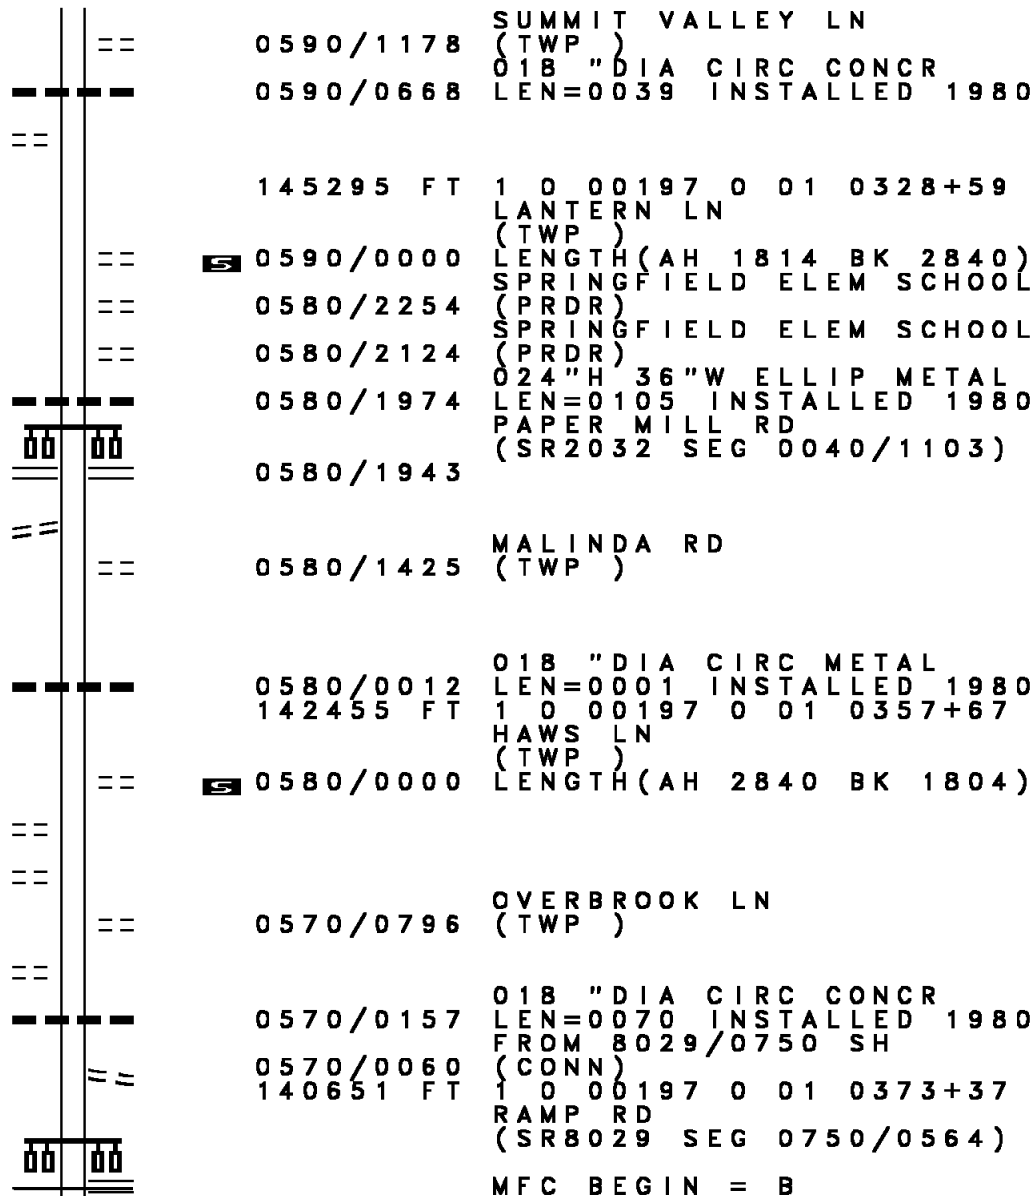 SUMMIT VALLEY LN
0590/1178 (TWP )
018 "DIA CIRC CONCR
0590/0668 LEN=0039 INSTALLED 1980
145295 FT 1 0 00197 0 01 0328+59
LANTERN LN
(TWP )
S 0590/0000 LENGTH(AH 1814 BK 2840)
SPRINGFIELD ELEM SCHOOL
0580/2254 (PRDR)
SPRINGFIELD ELEM SCHOOL
0580/2124 (PRDR)
024"H 36"W ELLIP METAL
0580/1974 LEN=0105 INSTALLED 1980
PAPER MILL RD
(SR2032 SEG 0040/1103)
0580/1943
MALINDA RD
0580/1425 (TWP )
018 "DIA CIRC METAL
0580/0012 LEN=0001 INSTALLED 1980
142455 FT 1 0 00197 0 01 0357+67
HAWS LN
(TWP )
S 0580/0000 LENGTH(AH 2840 BK 1804)
OVERBROOK LN
0570/0796 (TWP )
018 "DIA CIRC CONCR
0570/0157 LEN=0070 INSTALLED 1980
FROM 8029/0750 SH
0570/0060 (CONN)
140651 FT 1 0 00197 0 01 0373+37
RAMP RD
(SR8029 SEG 0750/0564)
MFC BEGIN = B